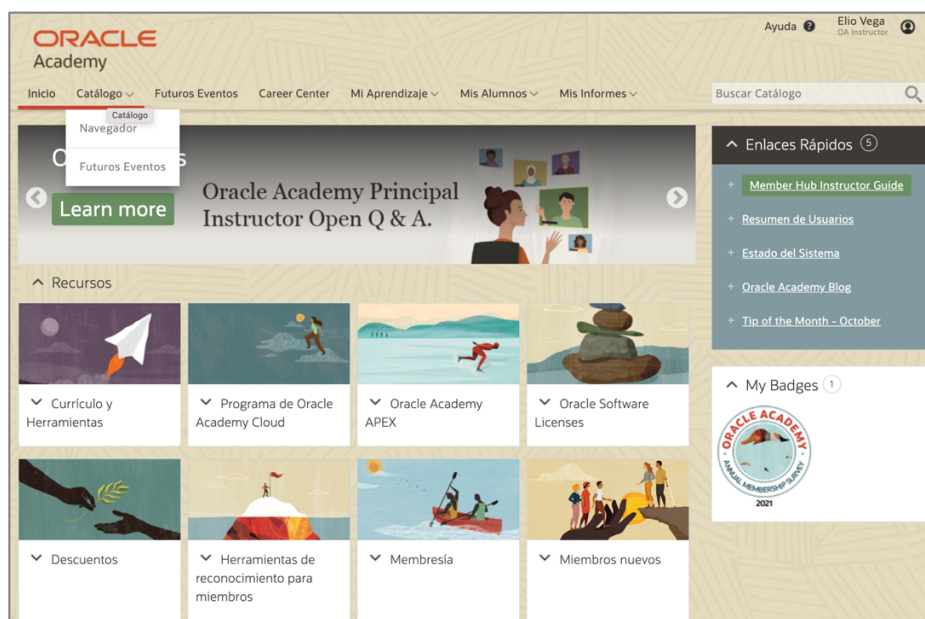 ORACLE
Academy
Ayuda ?
Elio Vega
OA Instructor
Inicio Catálogo Futuros Eventos Career Center Mi Aprendizaje Mis Alumnos Mis Informes
Buscar Catálogo
Catálogo
Navegador
Futuros Eventos
Learn more
Oracle Academy Principal
Instructor Open Q & A.
Enlaces Rápidos 5
+ Member Hub Instructor Guide
+ Resumen de Usuarios
+ Estado del Sistema
+ Oracle Academy Blog
+ Tip of the Month - October
Recursos
Currículo y
Herramientas
Programa de Oracle
Academy Cloud
Oracle Academy
APEX
Oracle Software
Licenses
My Badges 1
ORACLE ACADEMY
ANNUAL MEMBERSHIP SURVEY
2021
Descuentos
Herramientas de
reconocimiento para
miembros
Membresía
Miembros nuevos